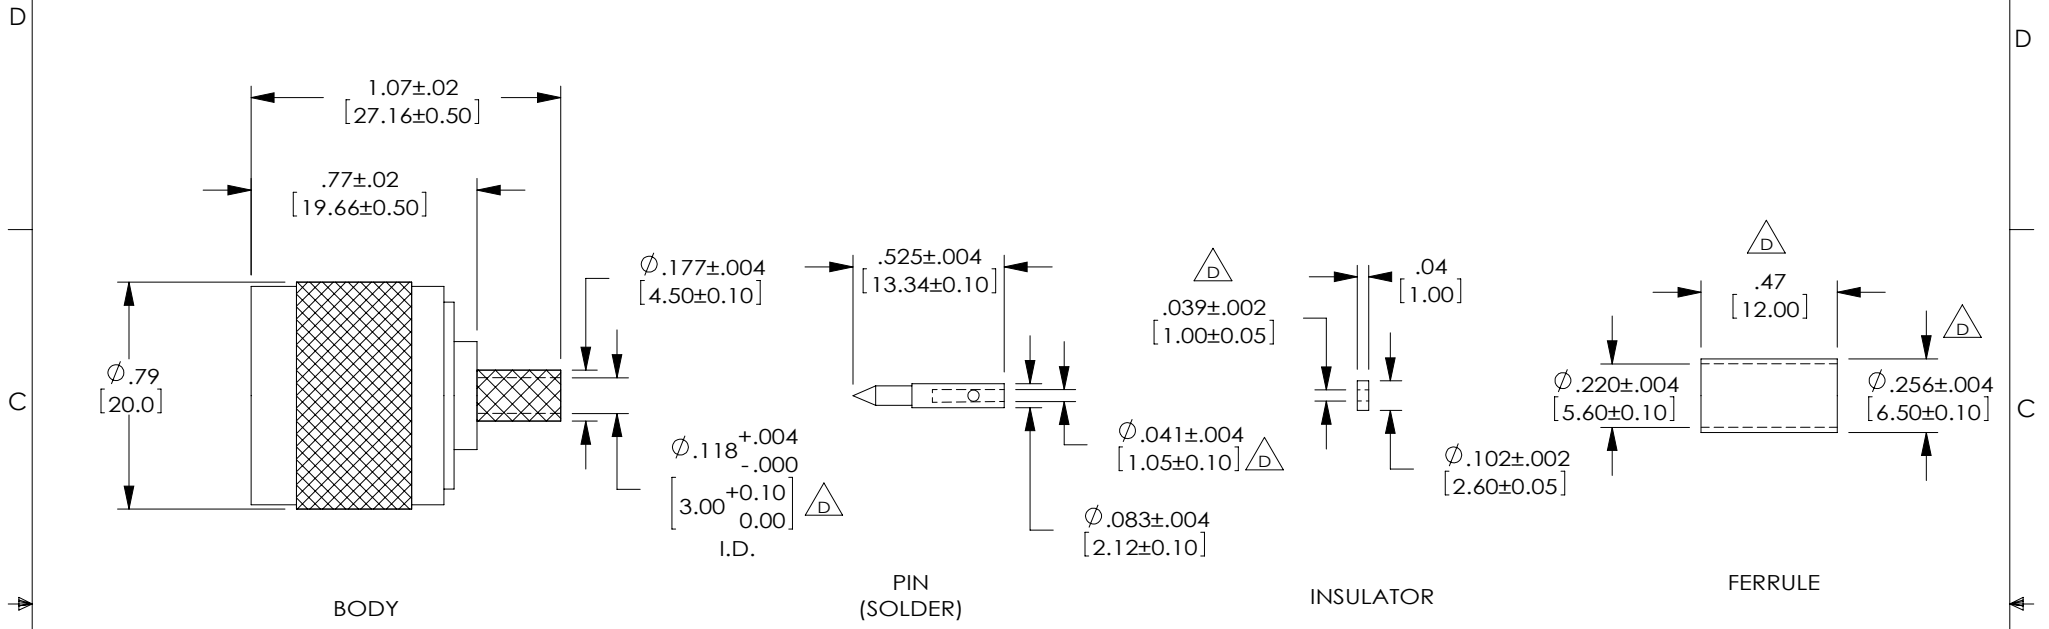 D
D
1.07±.02
[27.16±0.50]
.77±.02
[19.66±0.50]
Ø.79
[20.0]
Ø.177±.004
[4.50±0.10]
Ø.118 +.004
-.000
[3.00 +0.10
0.00] D
I.D.
BODY
.525±.004
[13.34±0.10]
Ø.041±.004
[1.05±0.10] D
Ø.083±.004
[2.12±0.10]
PIN
(SOLDER)
D
.039±.002
[1.00±0.05]
.04
[1.00]
Ø.102±.002
[2.60±0.05]
INSULATOR
D
.47
[12.00]
D
Ø.220±.004
[5.60±0.10]
Ø.256±.004
[6.50±0.10]
FERRULE
C
C